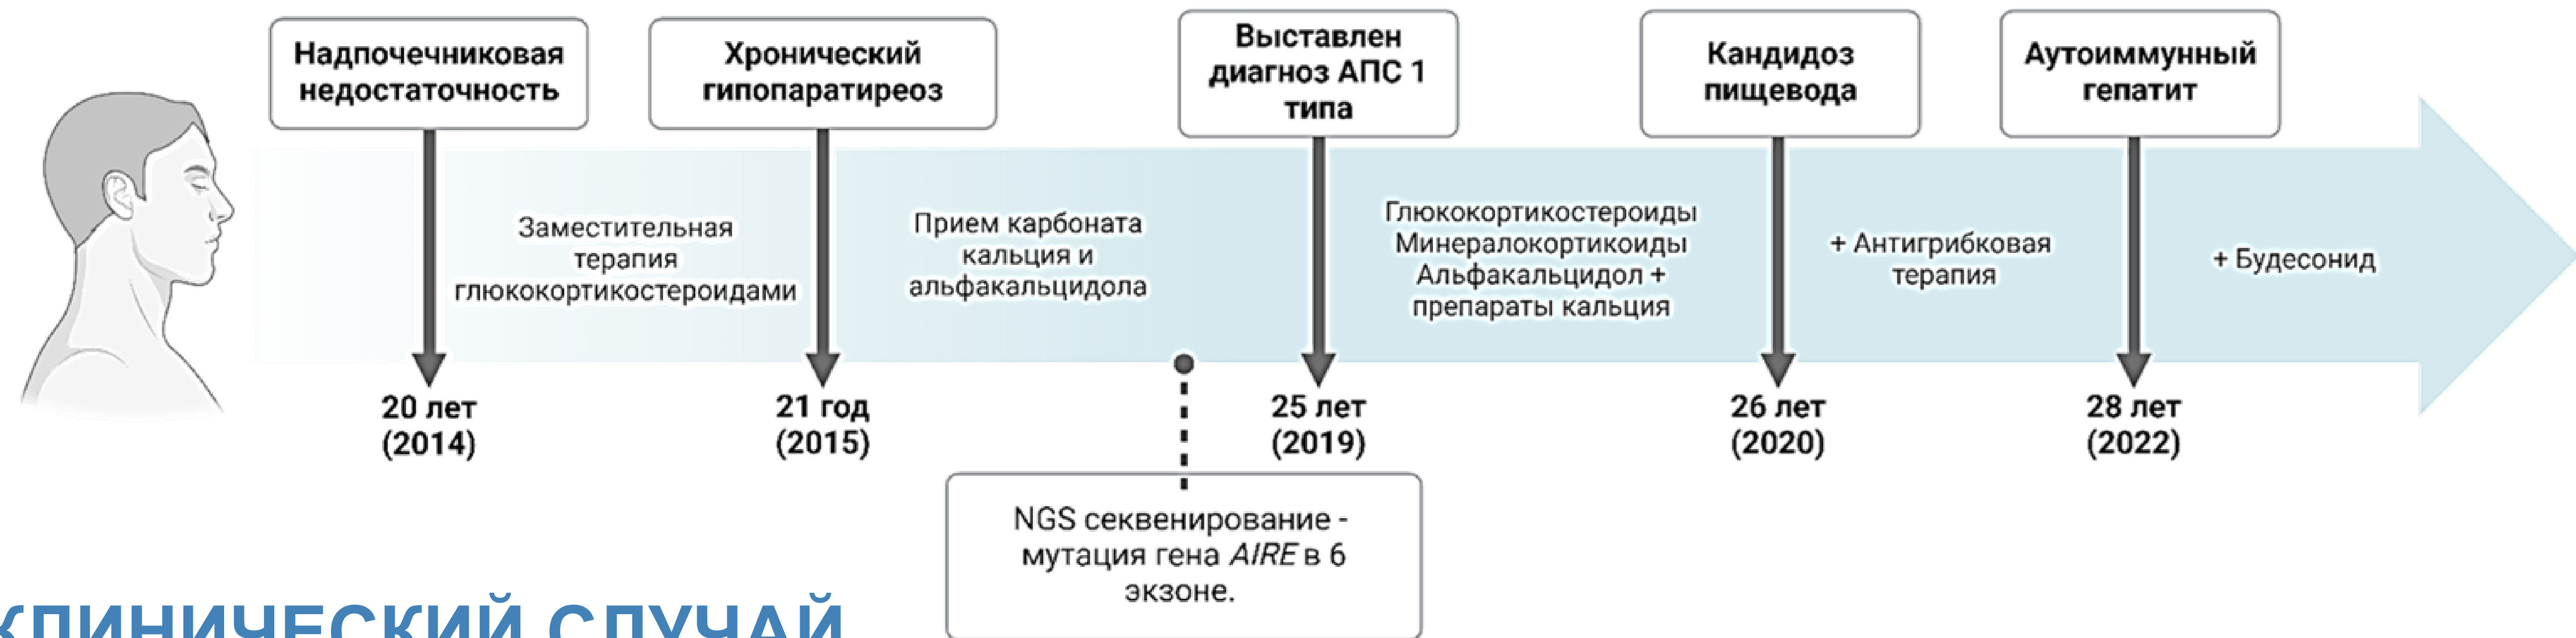 Надпочечниковая
недостаточность
Хронический
гипопаратиреоз
Выставлен
диагноз АПС 1
типа
Кандидоз
пищевода
Аутоиммунный
гепатит
Заместительная
терапия
глюкокортикостероидами
Прием карбоната
кальция и
альфакальцидола
Глюкокортикостероиды
Минералокортикоиды
Альфакальцидол +
препараты кальция
+ Антигрибковая
терапия
+ Будесонид
20 лет
(2014)
21 год
(2015)
25 лет
(2019)
26 лет
(2020)
28 лет
(2022)
NGS секвенирование -
мутация гена AIRE в 6
экзоне.
КЛИНИЧЕСКИЙ СЛУЧАЙ